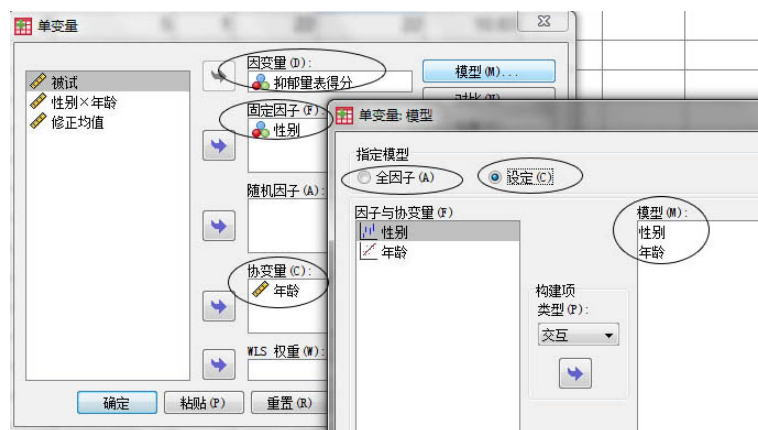 单变量
被试
性别×年龄
修正均值
因变量(D):
抑郁量表得分
固定因子(F):
性别
随机因子(A):
协变量(C):
年龄
WLS 权重(W):
模型(M)...
确定
粘贴(P)
重置(R)
单变量: 模型
指定模型
全因子(A)
设定(C)
因子与协变量(F)
性别
年龄
构建项
类型(P):
交互
模型(M):
性别
年龄